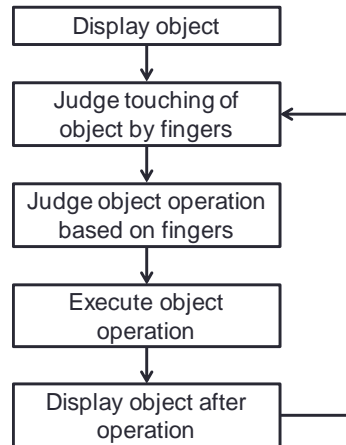 Display object
Judge touching of
object by fingers
Judge object operation
based on fingers
Execute object
operation
Display object after
operation